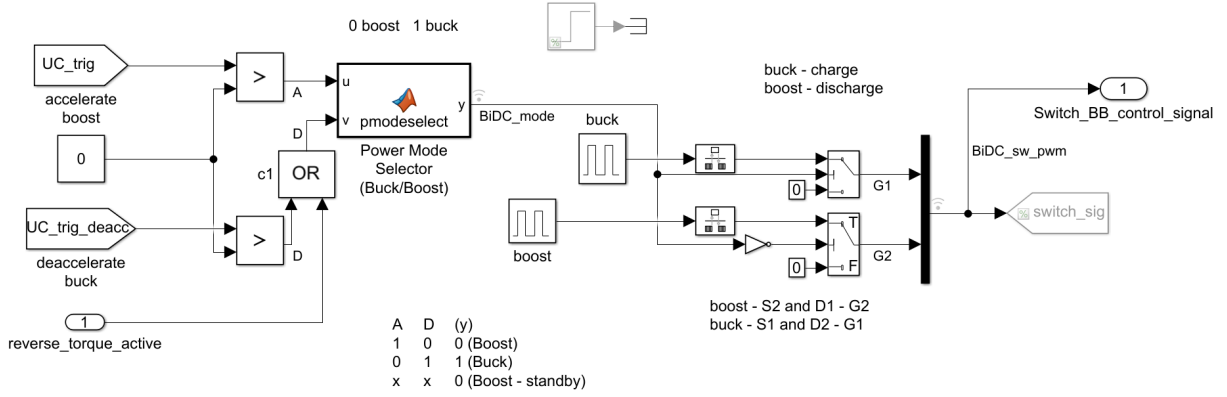 0 boost   1 buck
UC_trig
accelerate
boost
>
A
u
v
y
pmodeselect
Power Mode
Selector
(Buck/Boost)
BiDC_mode
0
D
c1
OR
UC_trig_deacc
deaccelerate
buck
>
D
1
reverse_torque_active
buck - charge
boost - discharge
buck
boost
0
G1
T
F
0
G2
BiDC_sw_pwm
1
Switch_BB_control_signal
switch_sig
boost - S2 and D1 - G2
buck - S1 and D2 - G1
A D (y)
1 0 0 (Boost)
0 1 1 (Buck)
x x 0 (Boost - standby)